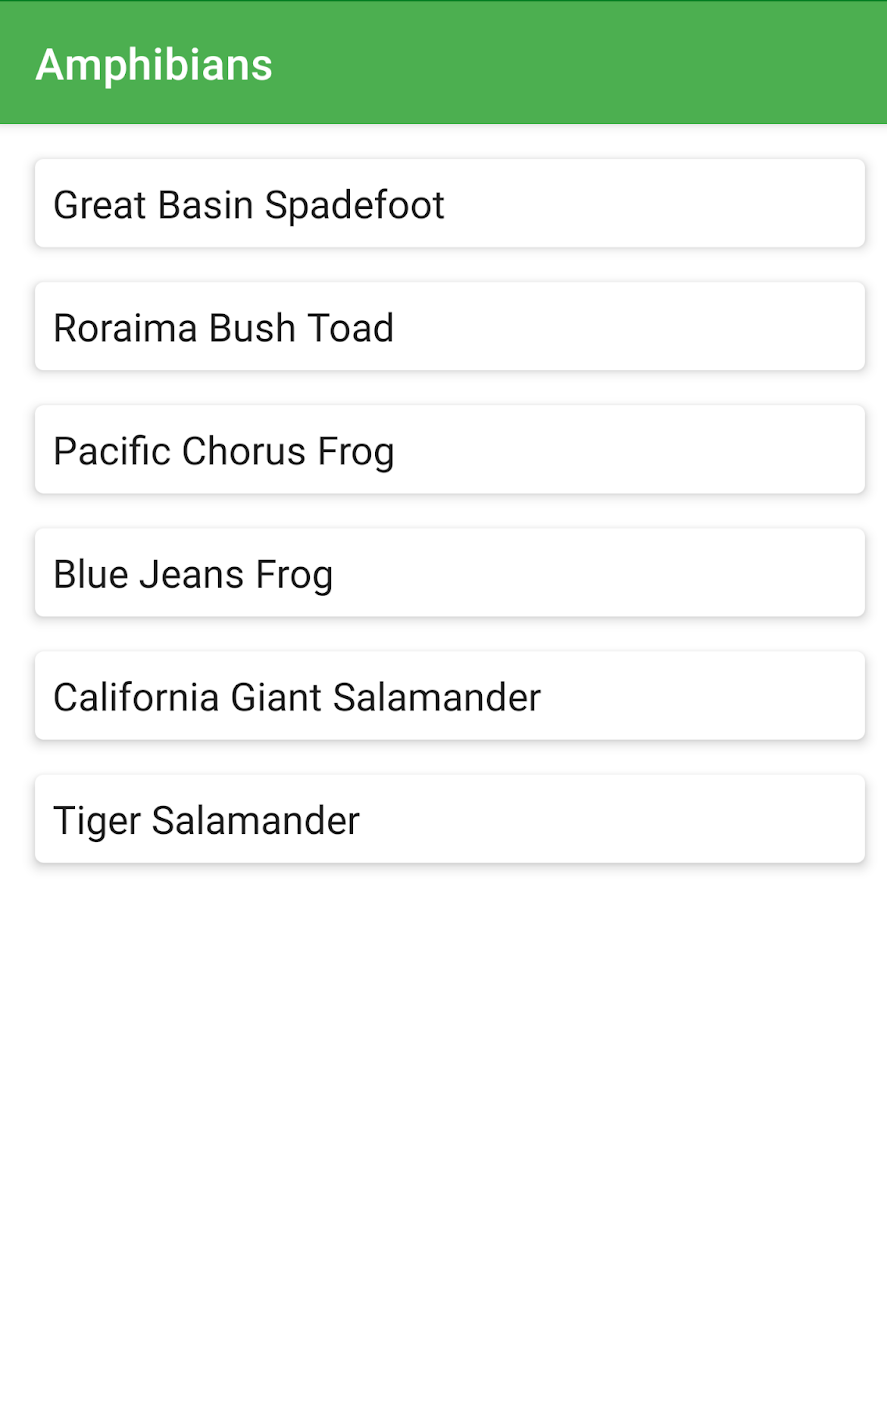 Amphibians
Great Basin Spadefoot
Roraima Bush Toad
Pacific Chorus Frog
Blue Jeans Frog
California Giant Salamander
Tiger Salamander